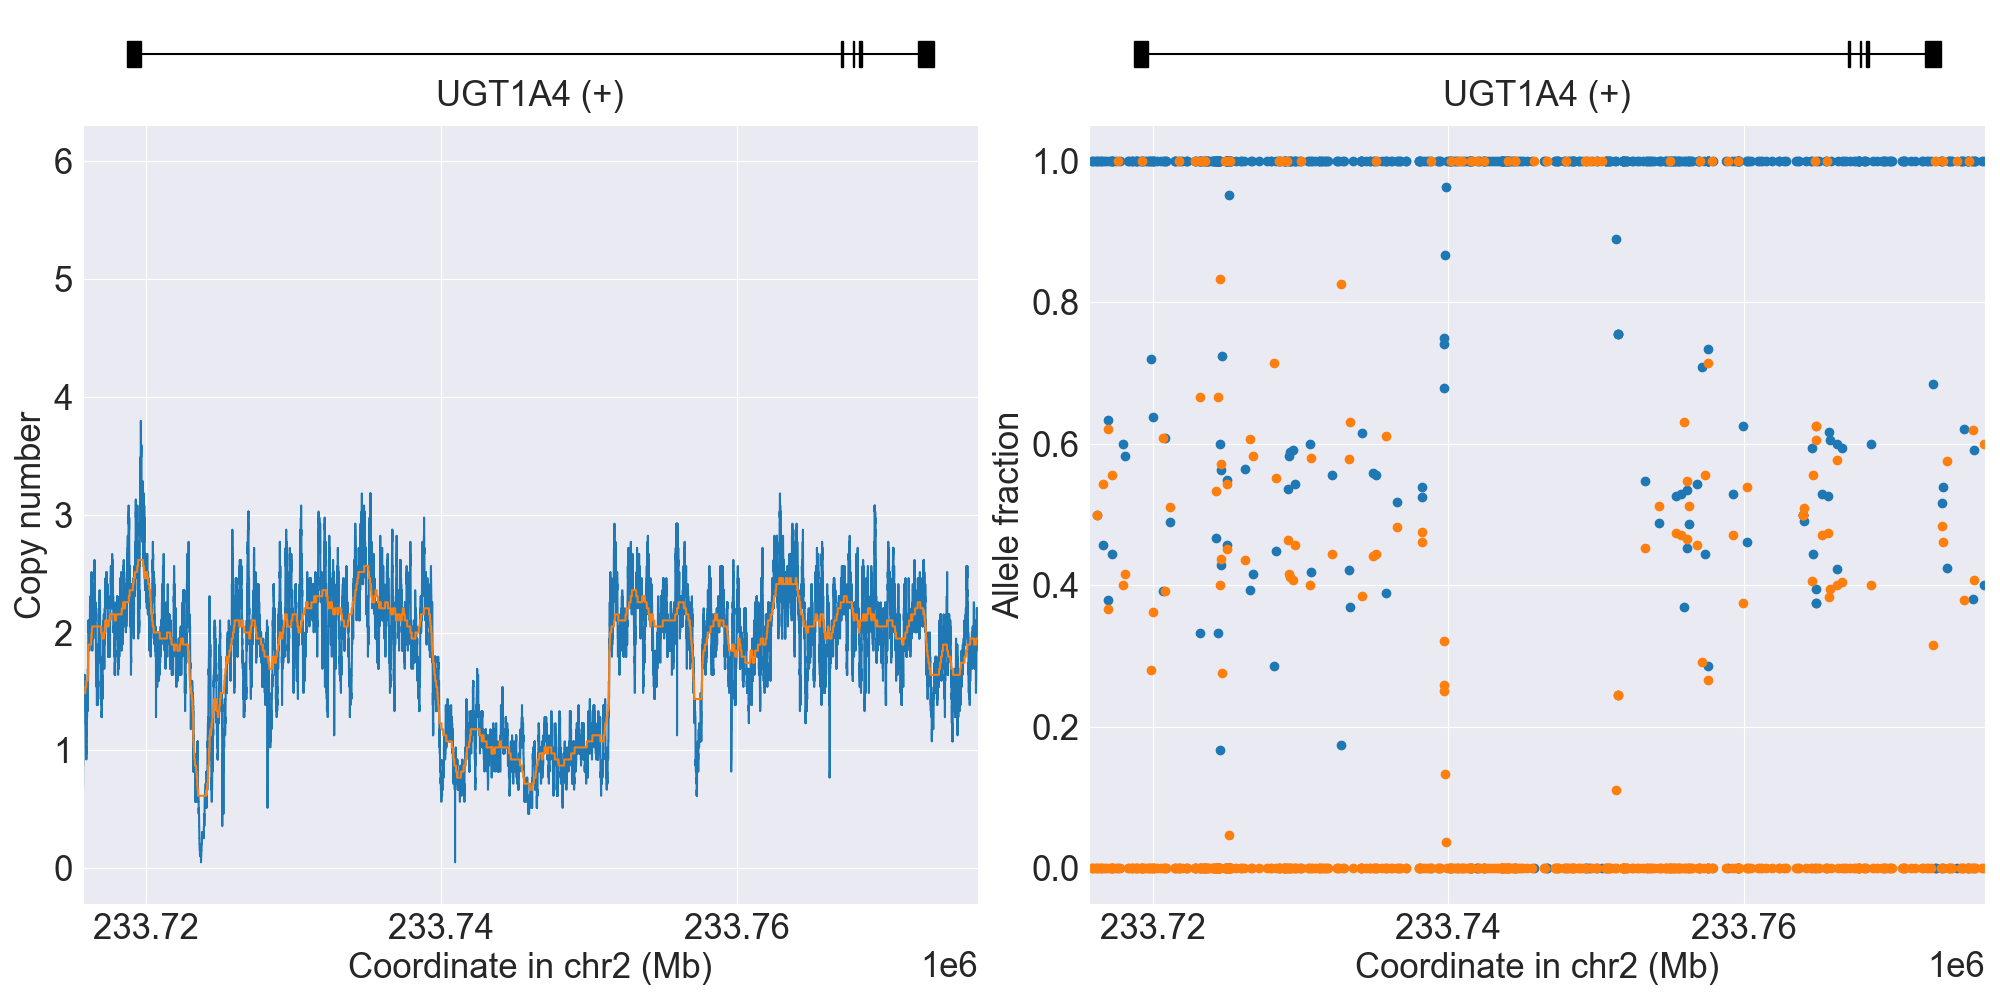 UGT1A4 (+)
6
5
4
3
2
1
0
Copy number
233.72 233.74 233.76
Coordinate in chr2 (Mb)
1e6
UGT1A4 (+)
1.0
0.8
0.6
0.4
0.2
0.0
Allele fraction
233.72 233.74 233.76
Coordinate in chr2 (Mb)
1e6